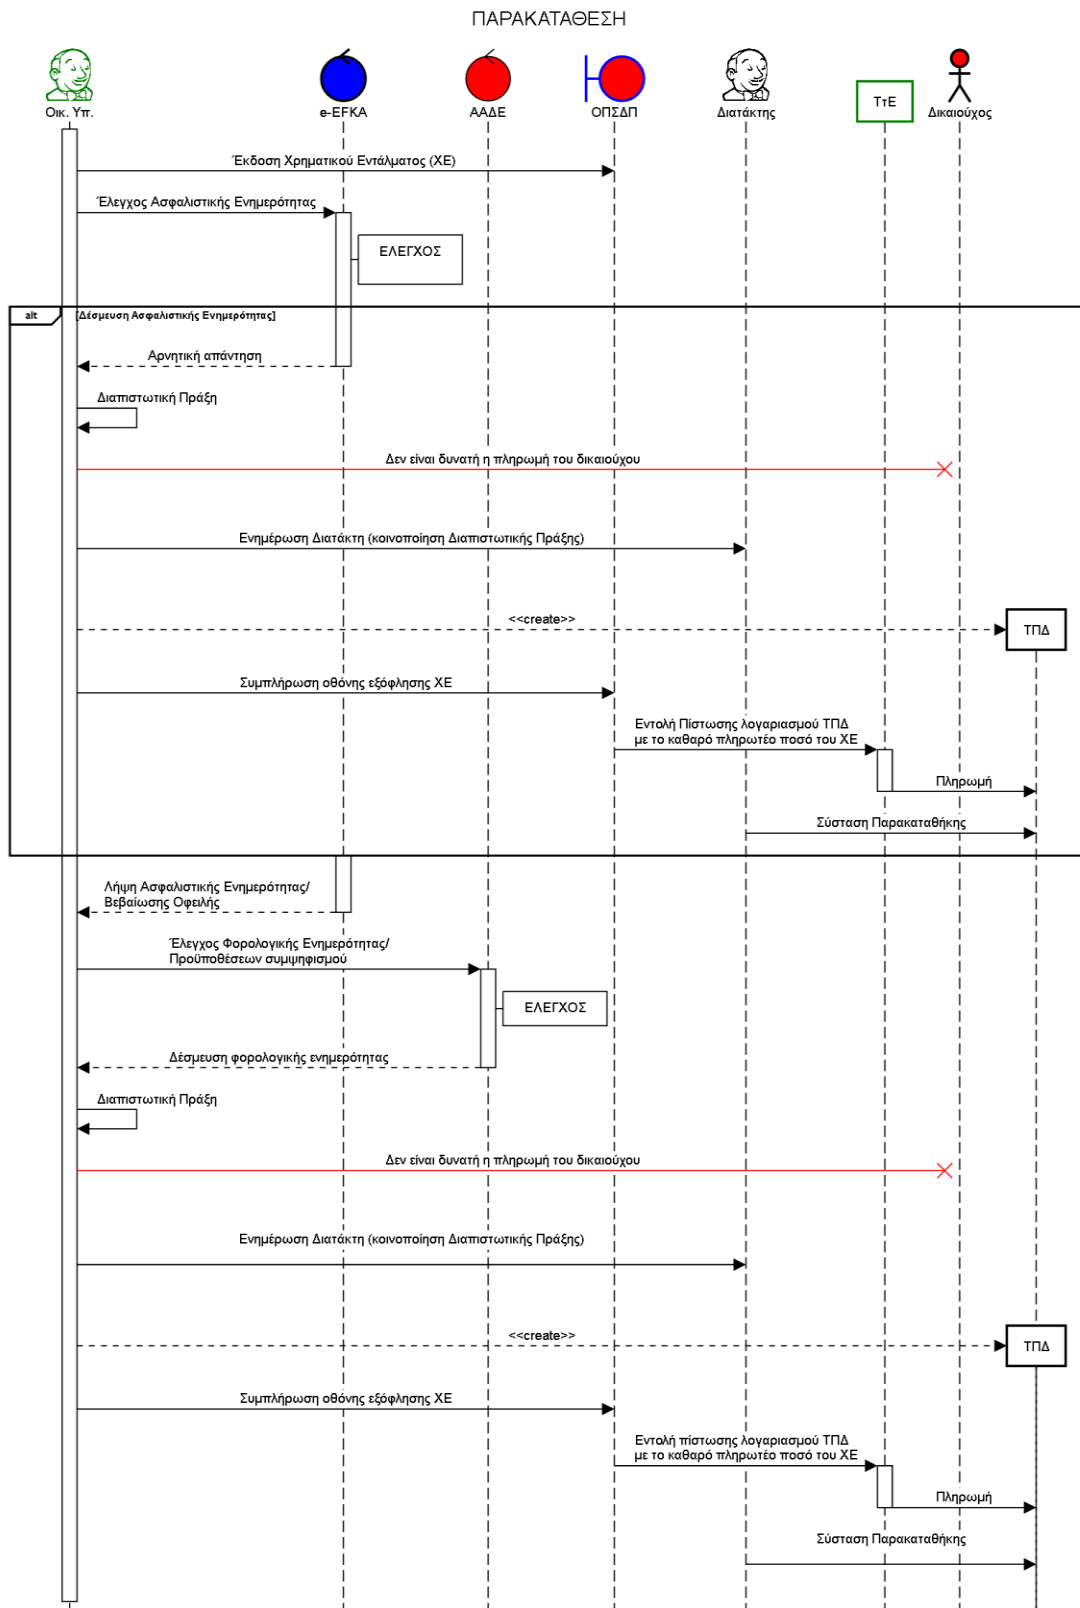 ΠΑΡΑΚΑΤΑΘΕΣΗ
Οικ. Υπ.
e-EFKA
ΑΑΔΕ
ΟΠΣΔΠ
Διατάκτης
ΤτΕ
Δικαιούχος
Έκδοση Χρηματικού Εντάλματος (ΧΕ)
Έλεγχος Ασφαλιστικής Ενημερότητας
ΕΛΕΓΧΟΣ
alt
[Δέσμευση Ασφαλιστικής Ενημερότητας]
Αρνητική απάντηση
Διαπιστωτική Πράξη
Δεν είναι δυνατή η πληρωμή του δικαιούχου
Ενημέρωση Διατάκτη (κοινοποίηση Διαπιστωτικής Πράξης)
<<create>>
ΤΠΔ
Συμπλήρωση οθόνης εξόφλησης ΧΕ
Εντολή Πίστωσης λογαριασμού ΤΠΔ
με το καθαρό πληρωτέο ποσό του ΧΕ
Πληρωμή
Σύσταση Παρακαταθήκης
Λήψη Ασφαλιστικής Ενημερότητας/
Βεβαίωσης Οφειλής
Έλεγχος Φορολογικής Ενημερότητας/
Προϋποθέσεων συμψηφισμού
ΕΛΕΓΧΟΣ
Δέσμευση φορολογικής ενημερότητας
Διαπιστωτική Πράξη
Δεν είναι δυνατή η πληρωμή του δικαιούχου
Ενημέρωση Διατάκτη (κοινοποίηση Διαπιστωτικής Πράξης)
<<create>>
ΤΠΔ
Συμπλήρωση οθόνης εξόφλησης ΧΕ
Εντολή πίστωσης λογαριασμού ΤΠΔ
με το καθαρό πληρωτέο ποσό του ΧΕ
Πληρωμή
Σύσταση Παρακαταθήκης